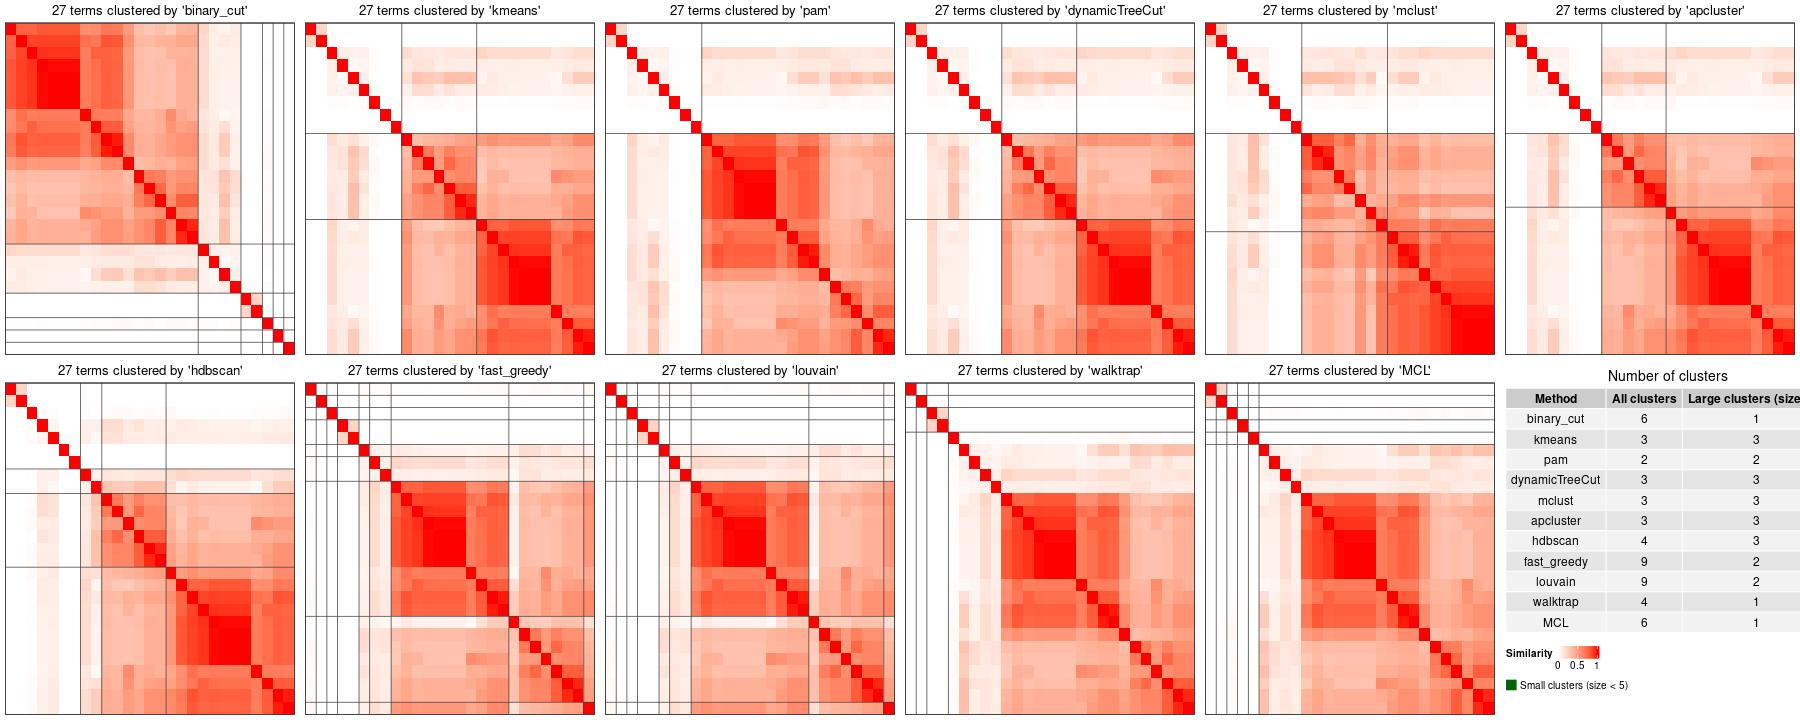 27 terms clustered by 'binary_cut'
27 terms clustered by 'kmeans'
27 terms clustered by 'pam'
27 terms clustered by 'dynamicTreeCut'
27 terms clustered by 'mclust'
27 terms clustered by 'apcluster'
27 terms clustered by 'hdbscan'
27 terms clustered by 'fast_greedy'
27 terms clustered by 'louvain'
27 terms clustered by 'walktrap'
27 terms clustered by 'MCL'
Number of clusters
Method All clusters Large clusters (size
binary_cut 6 1
kmeans 3 3
pam 2 2
dynamicTreeCut 3 3
mclust 3 3
apcluster 3 3
hdbscan 4 3
fast_greedy 9 2
louvain 9 2
walktrap 4 1
MCL 6 1
Similarity
0 0.5 1
Small clusters (size < 5)